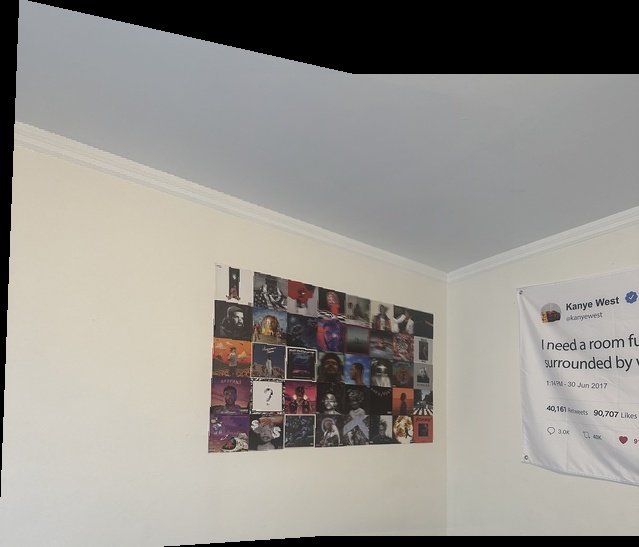 Kanye West
@kanyewest
I need a room fu
surrounded by
1:14 PM - 30 Jun 2017
40,161 Retweets 90,707 Likes
3.0K 40K 9